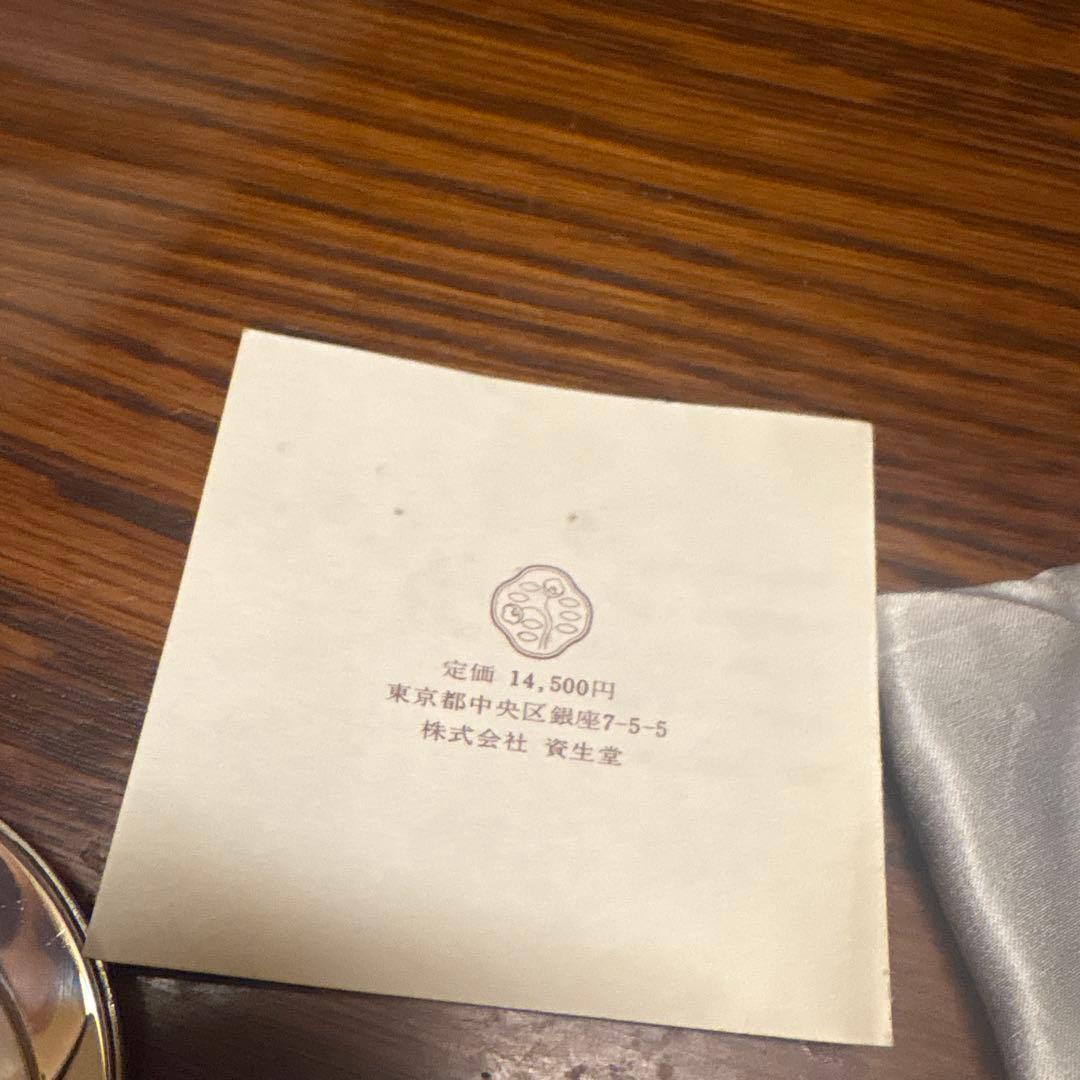 定価 14,500円
東京都中央区銀座7-5-5
株式会社 資生堂